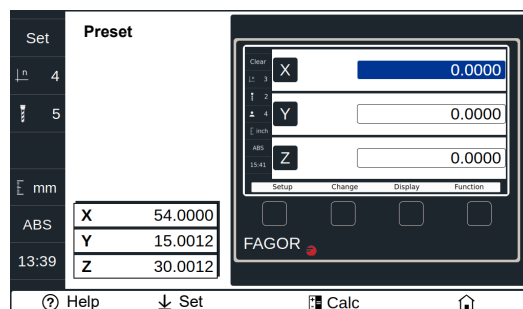 Set
Preset
n 4
5
mm
ABS
13:39
X 54.0000
Y 15.0012
Z 30.0012
Clear
n 3
2
4
inch
ABS
15:41
X 0.0000
Y 0.0000
Z 0.0000
Setup Change Display Function
FAGOR
? Help Set Calc